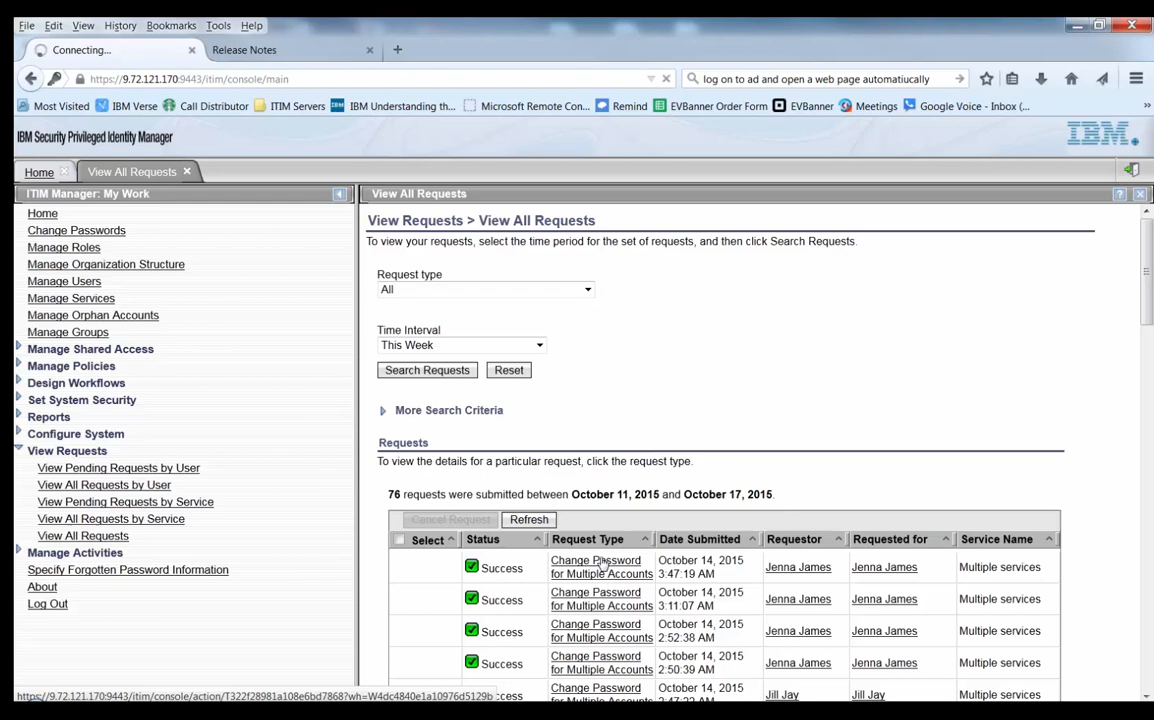 File Edit View History Bookmarks Tools Help
Connecting... Release Notes
https://9.72.121.170:9443/itim/console/main log on to ad and open a web page automatiucally
Most Visited IBM Verse Call Distributor ITIM Servers IBM Understanding th... Microsoft Remote Con... Remind EVBanner Order Form EVBanner Meetings Google Voice - Inbox (...
IBM Security Privileged Identity Manager IBM
Home View All Requests
ITIM Manager: My Work
Home
Change Passwords
Manage Roles
Manage Organization Structure
Manage Users
Manage Services
Manage Orphan Accounts
Manage Groups
Manage Shared Access
Manage Policies
Design Workflows
Set System Security
Reports
Configure System
View Requests
View Pending Requests by User
View All Requests by User
View Pending Requests by Service
View All Requests by Service
View All Requests
Manage Activities
Specify Forgotten Password Information
About
Log Out
View All Requests
View Requests > View All Requests
To view your requests, select the time period for the set of requests, and then click Search Requests.
Request type
All
Time Interval
This Week
Search Requests Reset
More Search Criteria
Requests
To view the details for a particular request, click the request type.
76 requests were submitted between October 11, 2015 and October 17, 2015.
Cancel Request Refresh
Select Status Request Type Date Submitted Requestor Requested for Service Name
Success Change Password for Multiple Accounts October 14, 2015 3:47:19 AM Jenna James Jenna James Multiple services
Success Change Password for Multiple Accounts October 14, 2015 3:11:07 AM Jenna James Jenna James Multiple services
Success Change Password for Multiple Accounts October 14, 2015 2:52:38 AM Jenna James Jenna James Multiple services
Success Change Password for Multiple Accounts October 14, 2015 2:50:39 AM Jenna James Jenna James Multiple services
Change Password October 14, 2015 Jill Jay Jill Jay Multiple services
https://9.72.121.170:9443/itim/console/action/T322f28981a108e6bd7868?wh=W4dc4840e1a10976d5129b